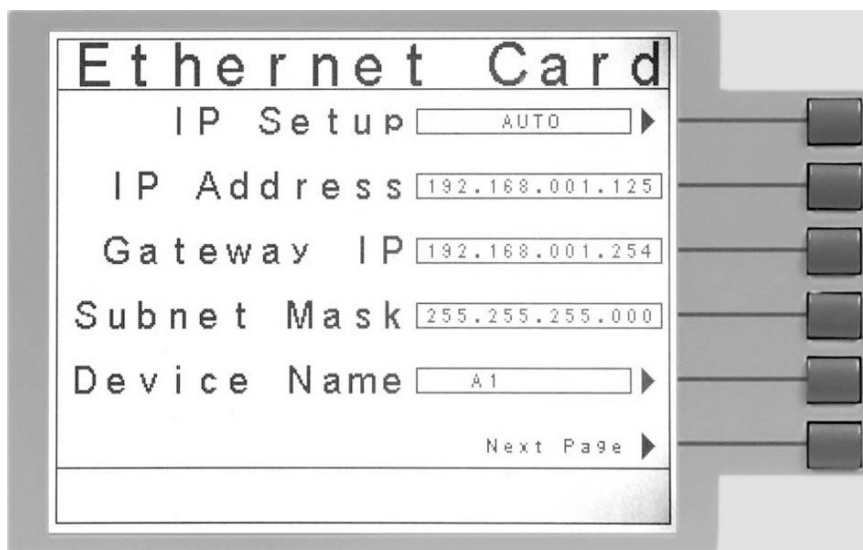 Ethernet Card
IP Setup AUTO
IP Address 192.168.001.125
Gateway IP 192.168.001.254
Subnet Mask 255.255.255.000
Device Name A1
Next Page